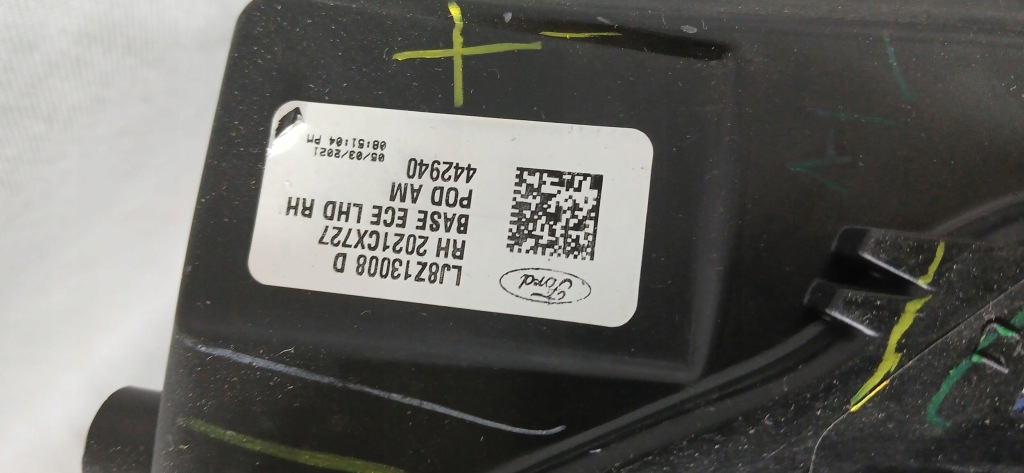 Ford
LJ8Z13008 D
RH 2021CX727
BASE ECE LHD RH
POD AM
442940
05/03/2021
08:51:04 PM